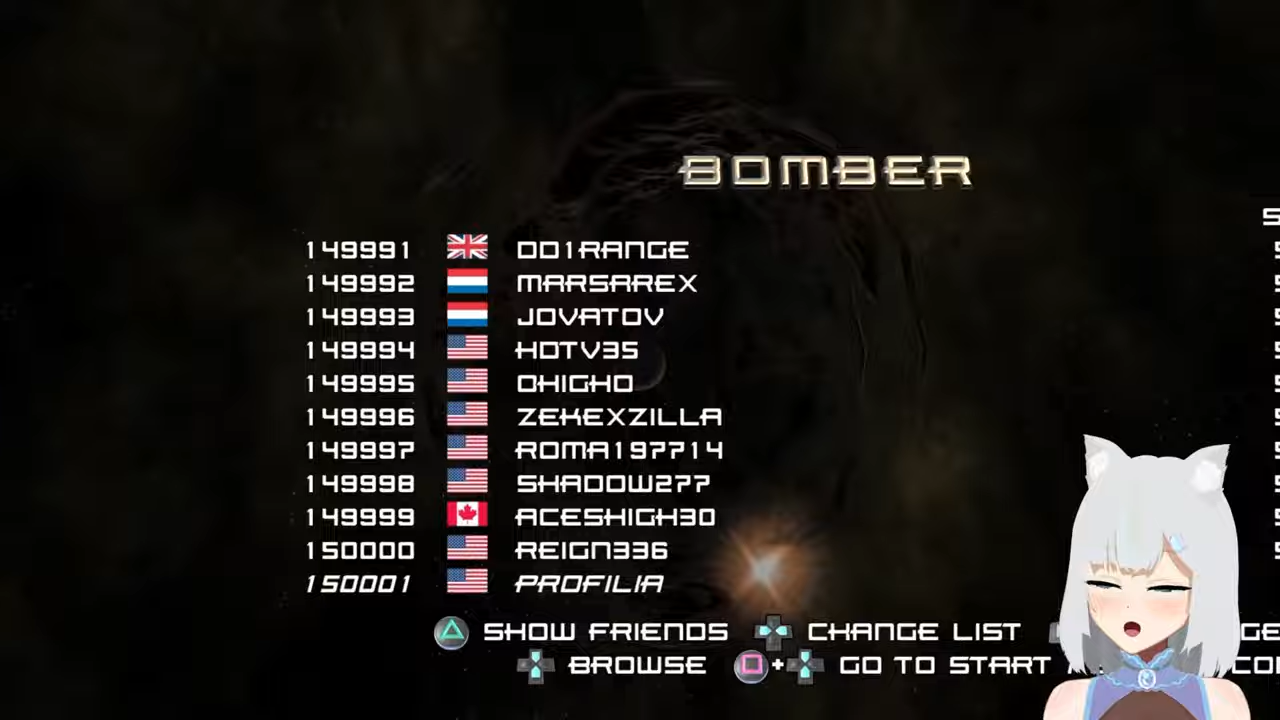 BOMBER
149991 DD1RANGE
149992 MARSAREX
149993 JOVATOV
149994 HDTV35
149995 OHIGHO
149996 ZEKEXZILLA
149997 ROMA197714
149998 SHADOW277
149999 ACESHIGH30
150000 REIGN336
150001 PROFILIA
SHOW FRIENDS CHANGE LIST
BROWSE + GO TO START